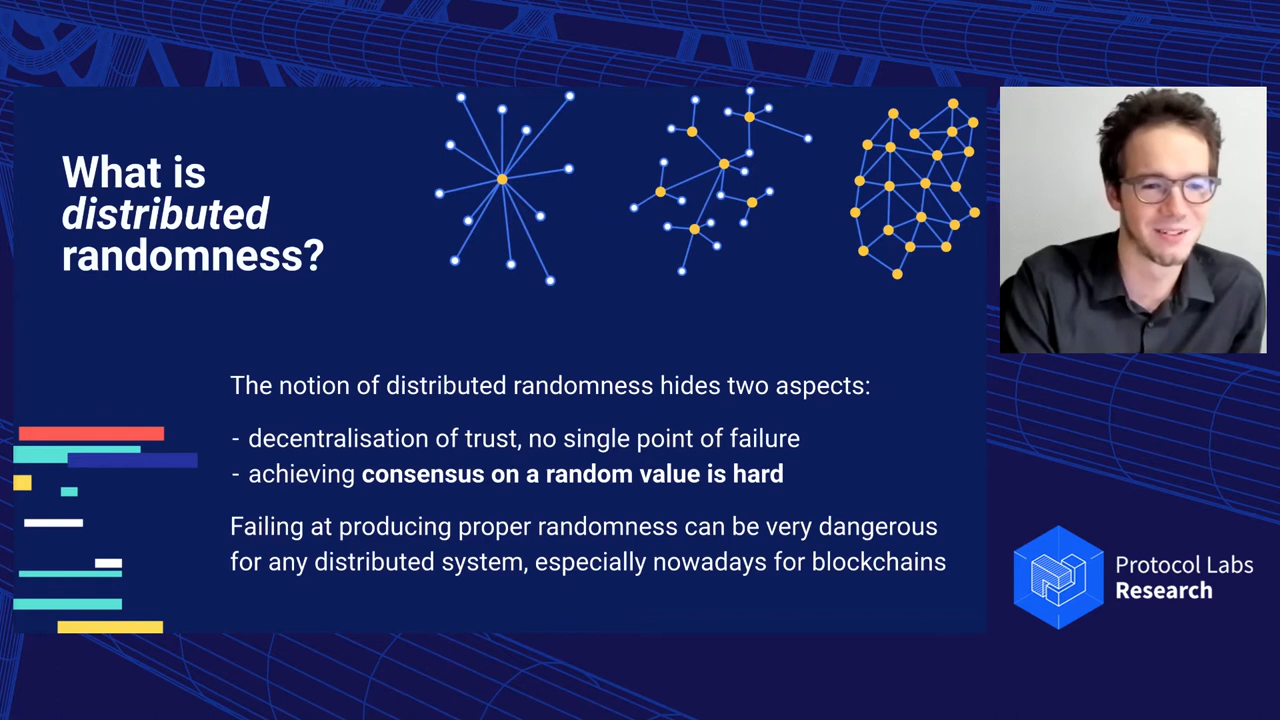 What is
distributed
randomness?
The notion of distributed randomness hides two aspects:
- decentralisation of trust, no single point of failure
- achieving consensus on a random value is hard
Failing at producing proper randomness can be very dangerous
for any distributed system, especially nowadays for blockchains
Protocol Labs
Research